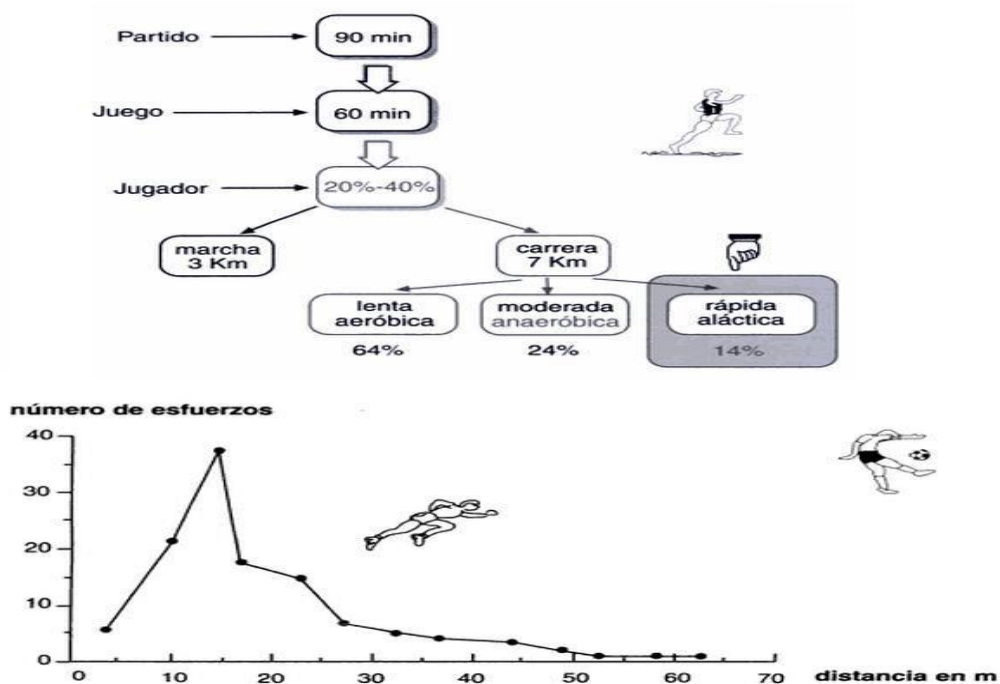 Partido
90 min
Juego
60 min
Jugador
20%-40%
marcha
3 Km
carrera
7 Km
lenta
aeróbica
moderada
anaeróbica
rápida
aláctica
64%
24%
14%
número de esfuerzos
40
30
20
10
0
0 10 20 30 40 50 60 70
distancia en m